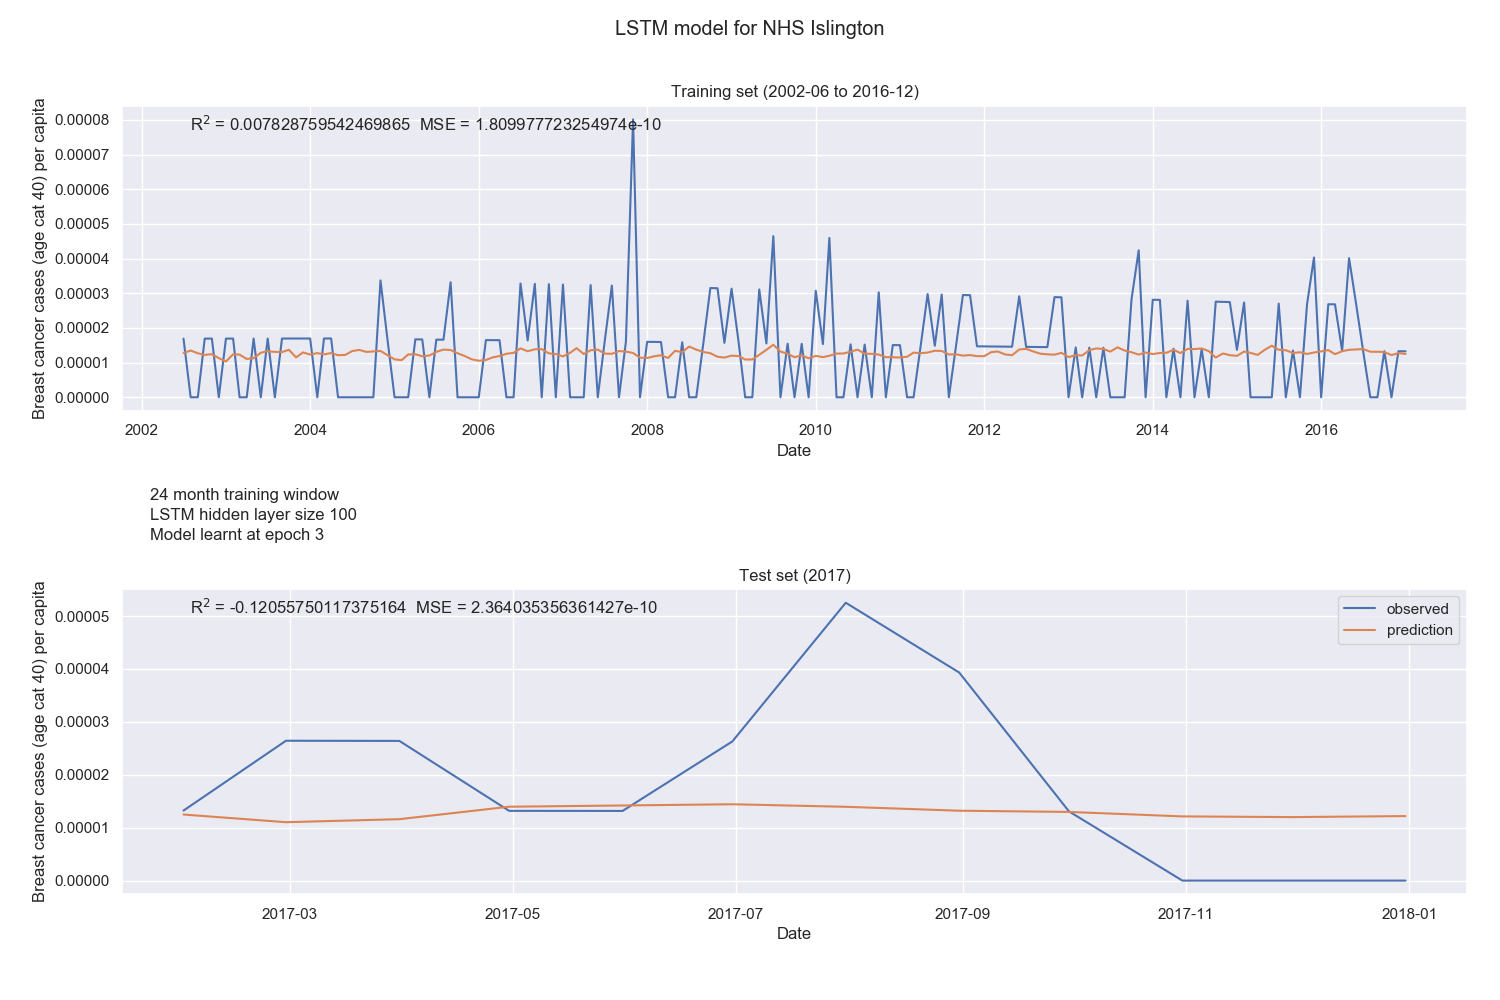 LSTM model for NHS Islington
Training set (2002-06 to 2016-12)
R² = 0.007828759542469865 MSE = 1.809977723254974e-10
Breast cancer cases (age cat 40) per capita
0.00008
0.00007
0.00006
0.00005
0.00004
0.00003
0.00002
0.00001
0.00000
2002 2004 2006 2008 2010 2012 2014 2016
Date
24 month training window
LSTM hidden layer size 100
Model learnt at epoch 3
Test set (2017)
R² = -0.12055750117375164 MSE = 2.364035356361427e-10
observed
prediction
Breast cancer cases (age cat 40) per capita
0.00005
0.00004
0.00003
0.00002
0.00001
0.00000
2017-03 2017-05 2017-07 2017-09 2017-11 2018-01
Date